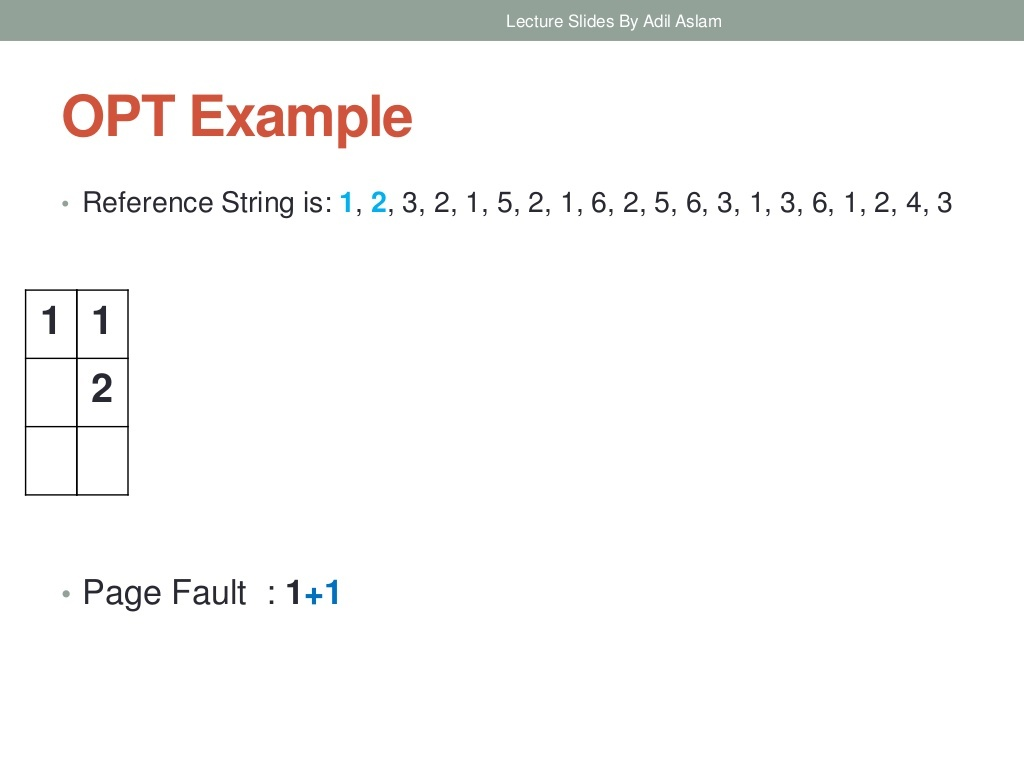 Lecture Slides By Adil Aslam
OPT Example
• Reference String is: 1, 2, 3, 2, 1, 5, 2, 1, 6, 2, 5, 6, 3, 1, 3, 6, 1, 2, 4, 3
1 1
2
• Page Fault : 1+1